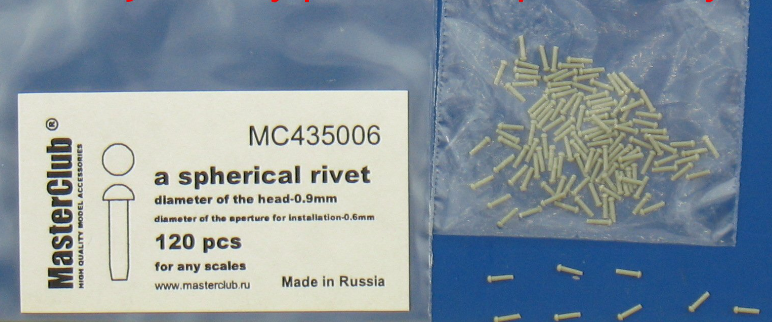 MC435006
a spherical rivet
diameter of the head-0.9mm
diameter of the aperture for installation-0.6mm
120 pcs
for any scales
www.masterclub.ru
Made in Russia
MasterClub®
HIGH QUALITY MODEL ACCESSORIES